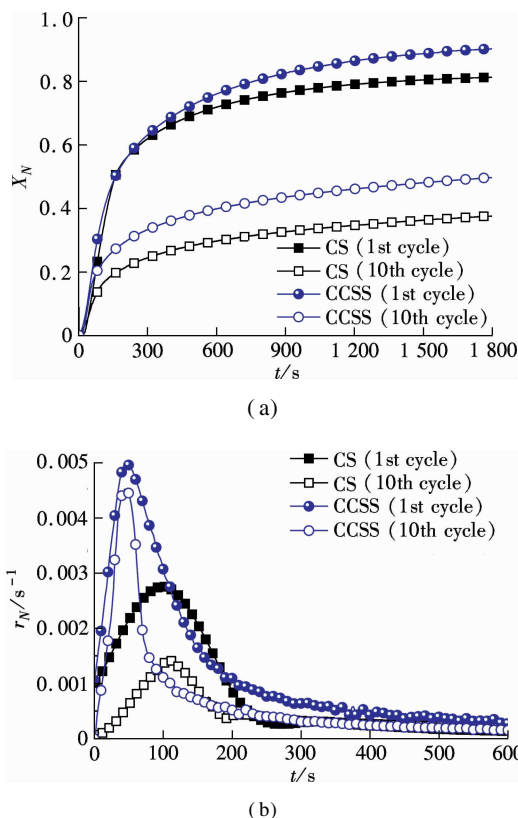 1.0
0.8
0.6
0.4
0.2
0
X_N
CS (1st cycle)
CS (10th cycle)
CCSS (1st cycle)
CCSS (10th cycle)
0 300 600 900 1 200 1 500 1 800
t/s
(a)
0.005
0.004
0.003
0.002
0.001
0
r_N/s⁻¹
CS (1st cycle)
CS (10th cycle)
CCSS (1st cycle)
CCSS (10th cycle)
0 100 200 300 400 500 600
t/s
(b)